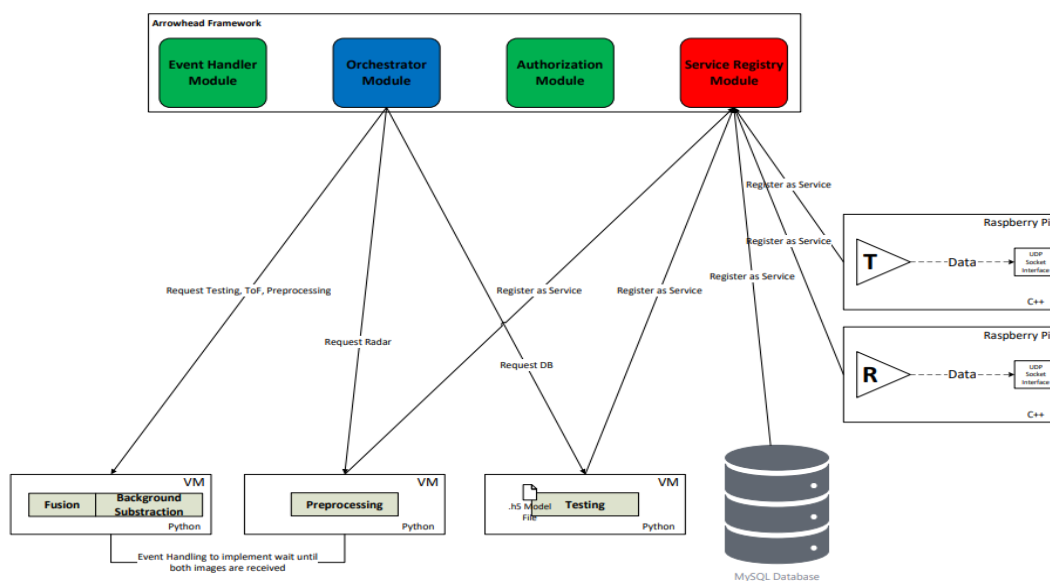 Arrowhead Framework
Event Handler
Module
Orchestrator
Module
Authorization
Module
Service Registry
Module
Register as Service
Raspberry Pi
T
Data
UDP
Socket
Interface
C++
Register as Service
Request Testing, ToF, Preprocessing
Register as Service
Register as Service
Register as Service
Request Radar
Request DB
Raspberry Pi
R
Data
UDP
Socket
Interface
C++
VM
Fusion
Background
Substraction
Python
VM
Preprocessing
Python
VM
.h5 Model
File
Testing
Python
Event Handling to implement wait until
both images are received
MySQL Database